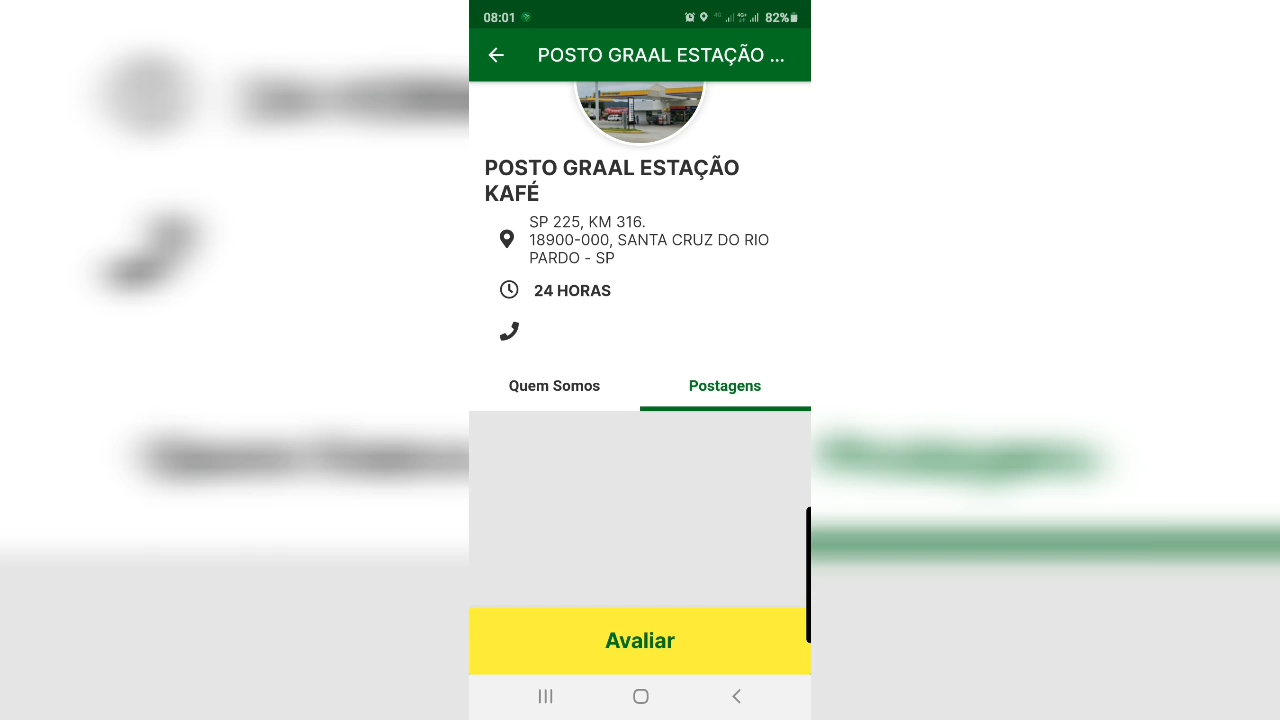 08:01
82%
POSTO GRAAL ESTAÇÃO ...
POSTO GRAAL ESTAÇÃO
KAFÉ
SP 225, KM 316.
18900-000, SANTA CRUZ DO RIO
PARDO - SP
24 HORAS
Quem Somos
Postagens
Avaliar